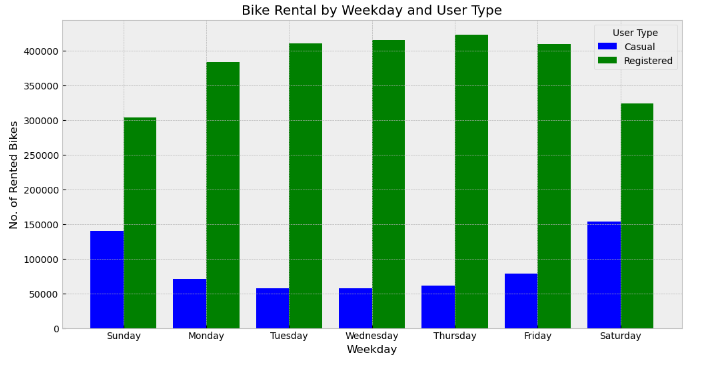 Bike Rental by Weekday and User Type
User Type
Casual
Registered
No. of Rented Bikes
400000
350000
300000
250000
200000
150000
100000
50000
0
Sunday Monday Tuesday Wednesday Thursday Friday Saturday
Weekday